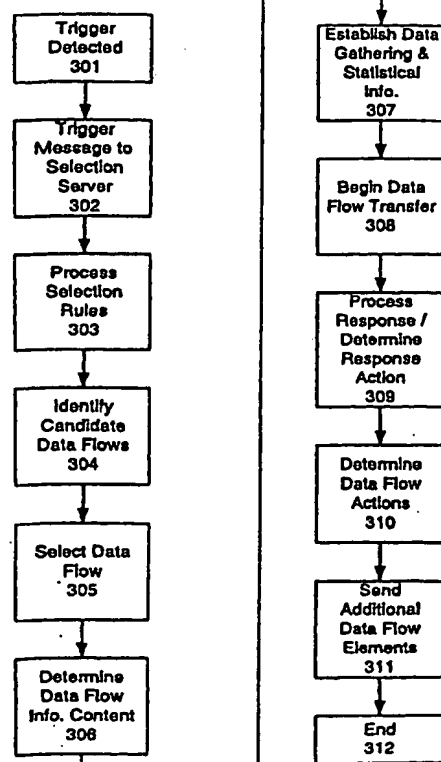 Trigger
Detected
301
Trigger
Message to
Selection
Server
302
Process
Selection
Rules
303
Identify
Candidate
Data Flows
304
Select Data
Flow
305
Determine
Data Flow
Info. Content
306
Establish Data
Gathering &
Statistical
Info.
307
Begin Data
Flow Transfer
308
Process
Response /
Determine
Response
Action
309
Determine
Data Flow
Actions
310
Send
Additional
Data Flow
Elements
311
End
312